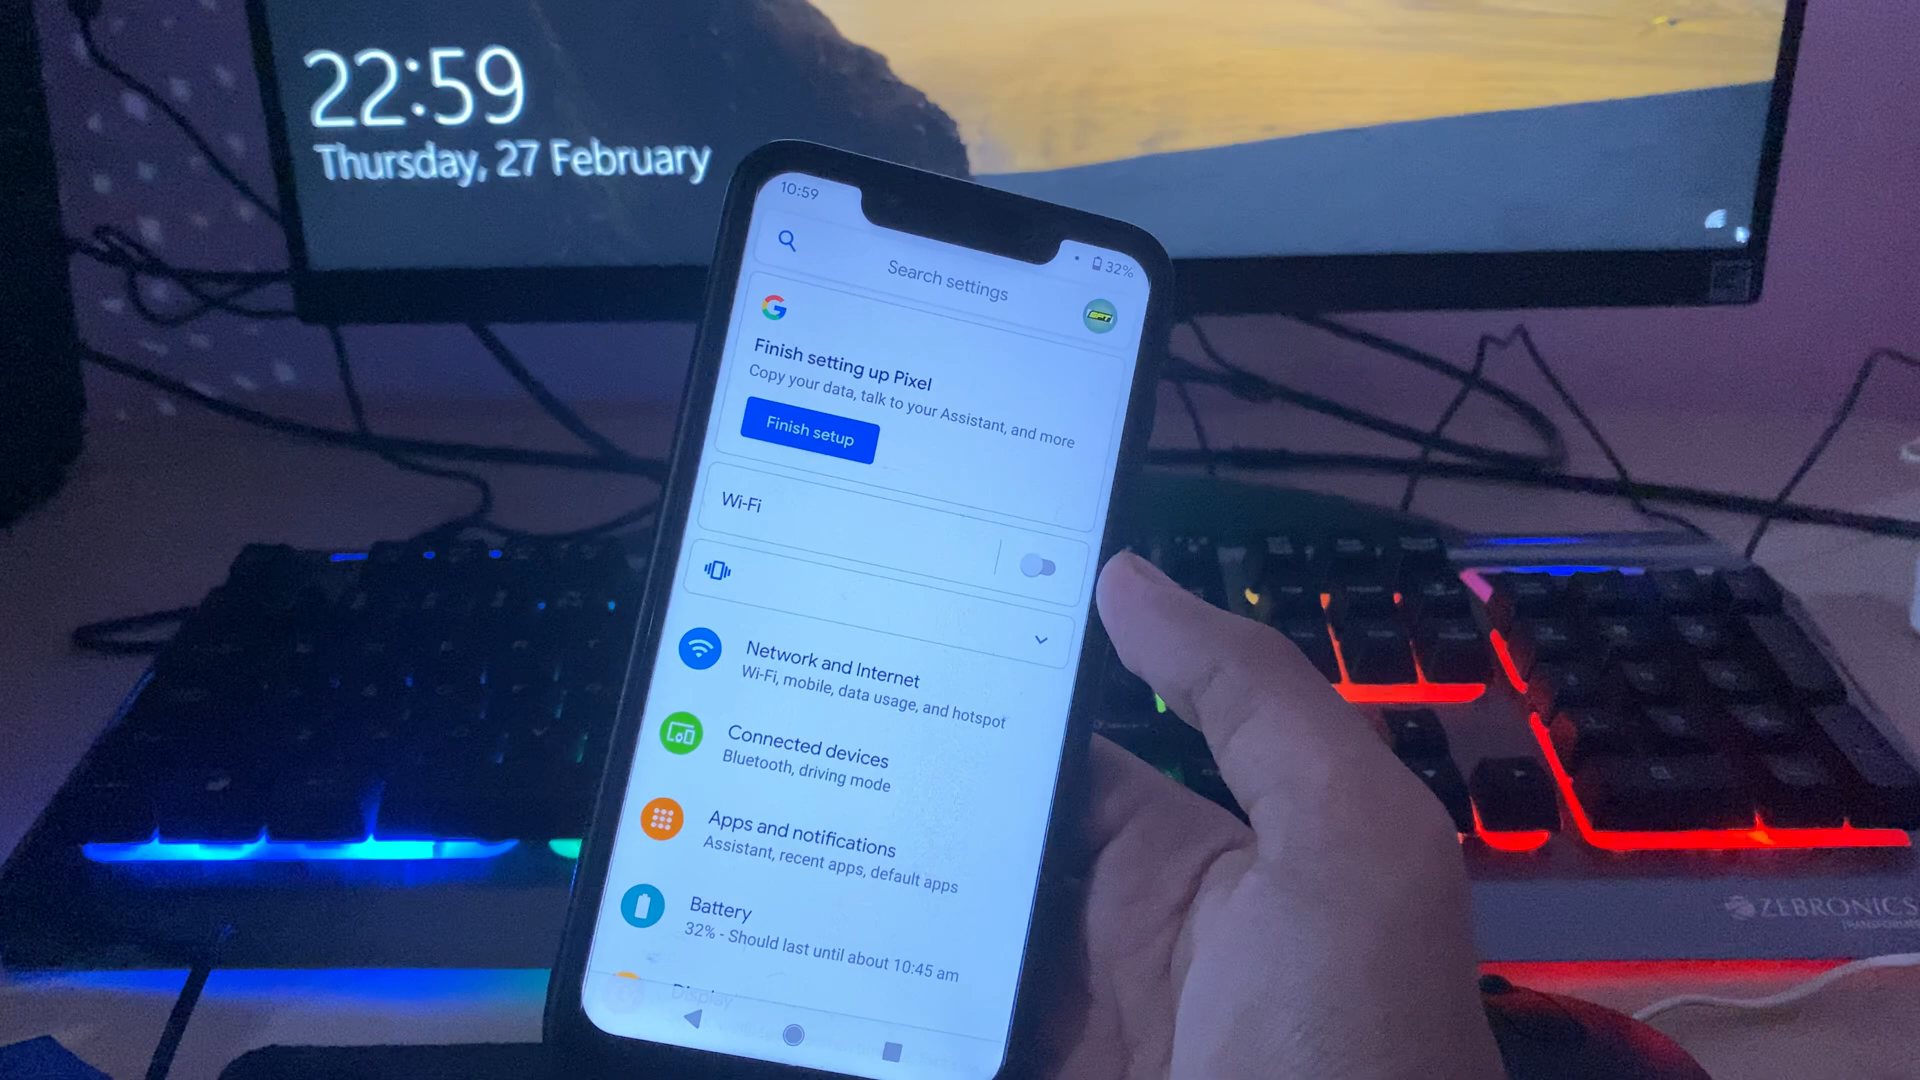 22:59
Thursday, 27 February
10:59
32%
Search settings
Finish setting up Pixel
Copy your data, talk to your Assistant, and more
Finish setup
Wi-Fi
Network and Internet
Wi-Fi, mobile, data usage, and hotspot
Connected devices
Bluetooth, driving mode
Apps and notifications
Assistant, recent apps, default apps
Battery
32% - Should last until about 10:45 am
Display
ZEBRONICS